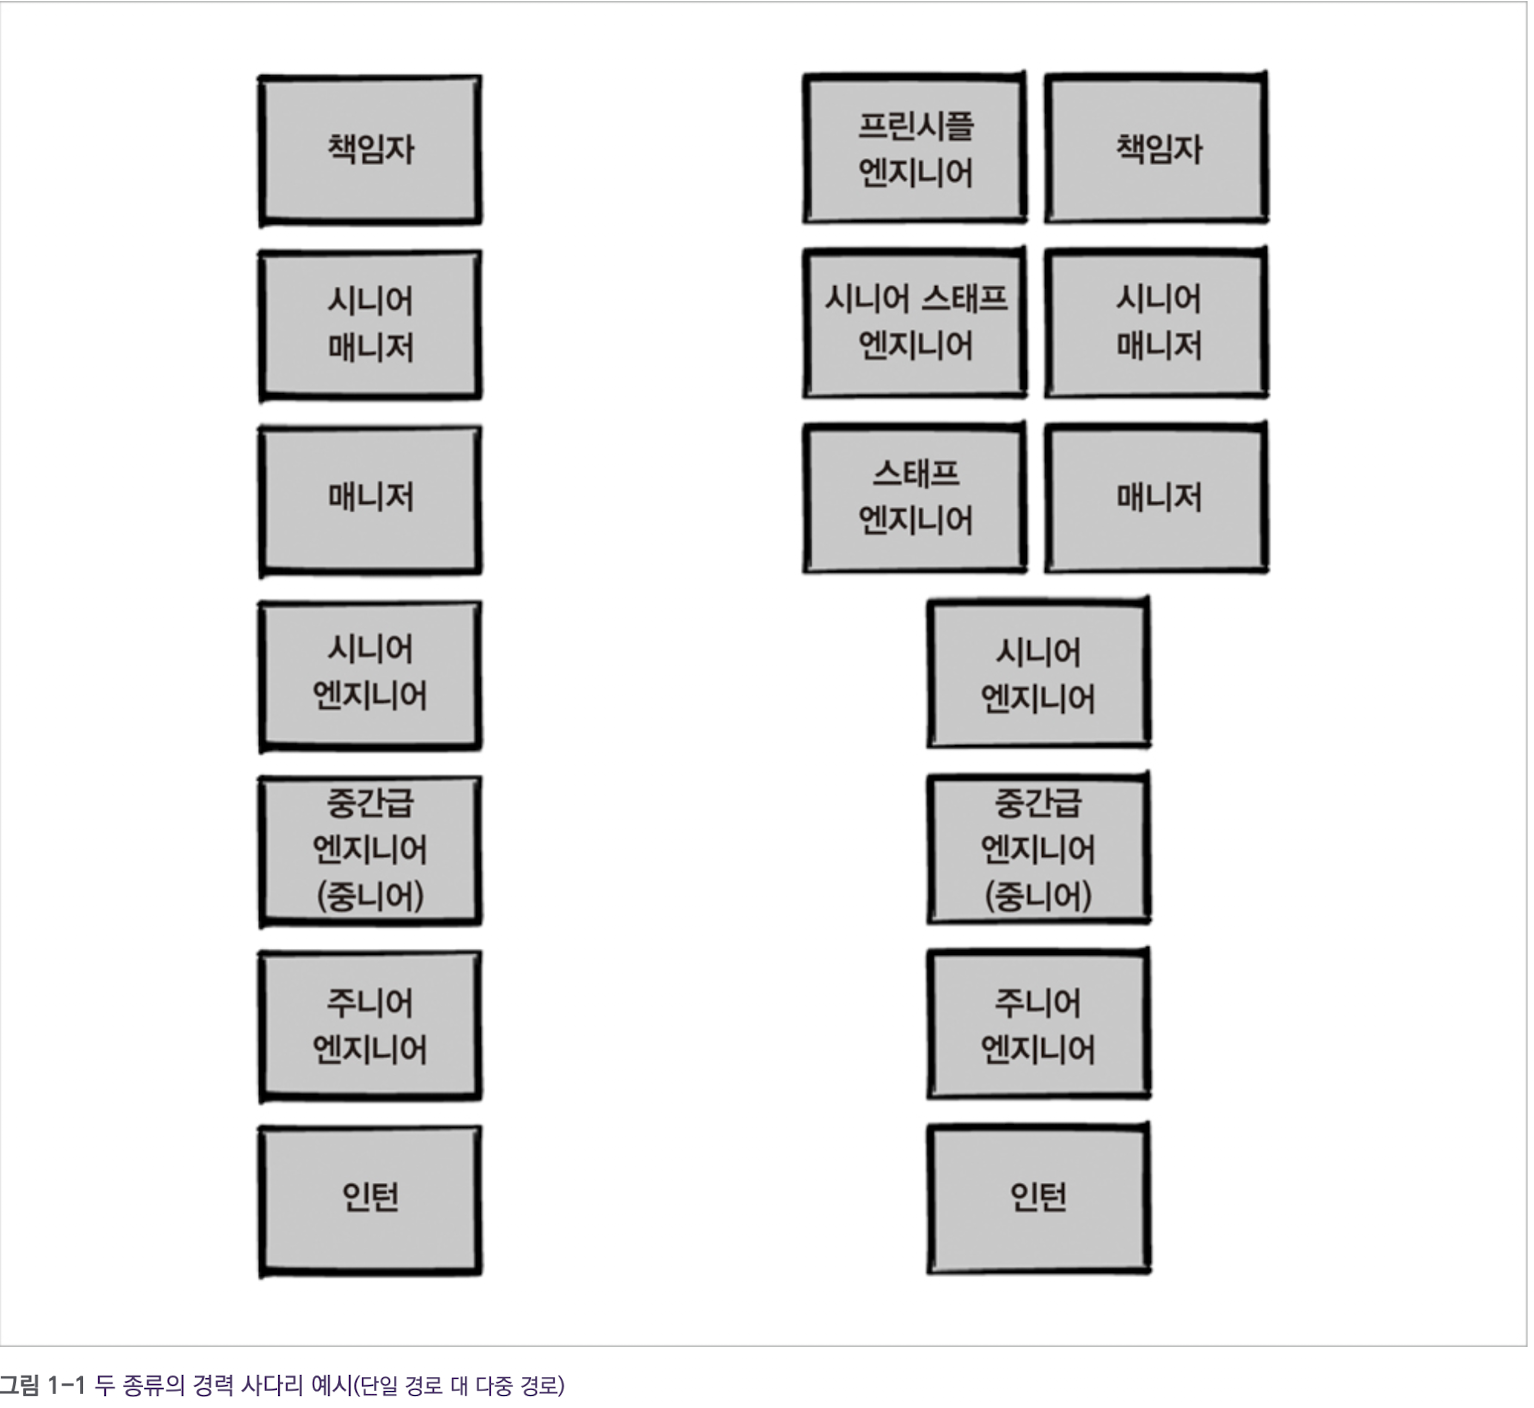 책임자
시니어
매니저
매니저
시니어
엔지니어
중간급
엔지니어
(중니어)
주니어
엔지니어
인턴
프린시플
엔지니어
책임자
시니어 스태프
엔지니어
시니어
매니저
스태프
엔지니어
매니저
시니어
엔지니어
중간급
엔지니어
(중니어)
주니어
엔지니어
인턴
그림 1-1 두 종류의 경력 사다리 예시(단일 경로 대 다중 경로)